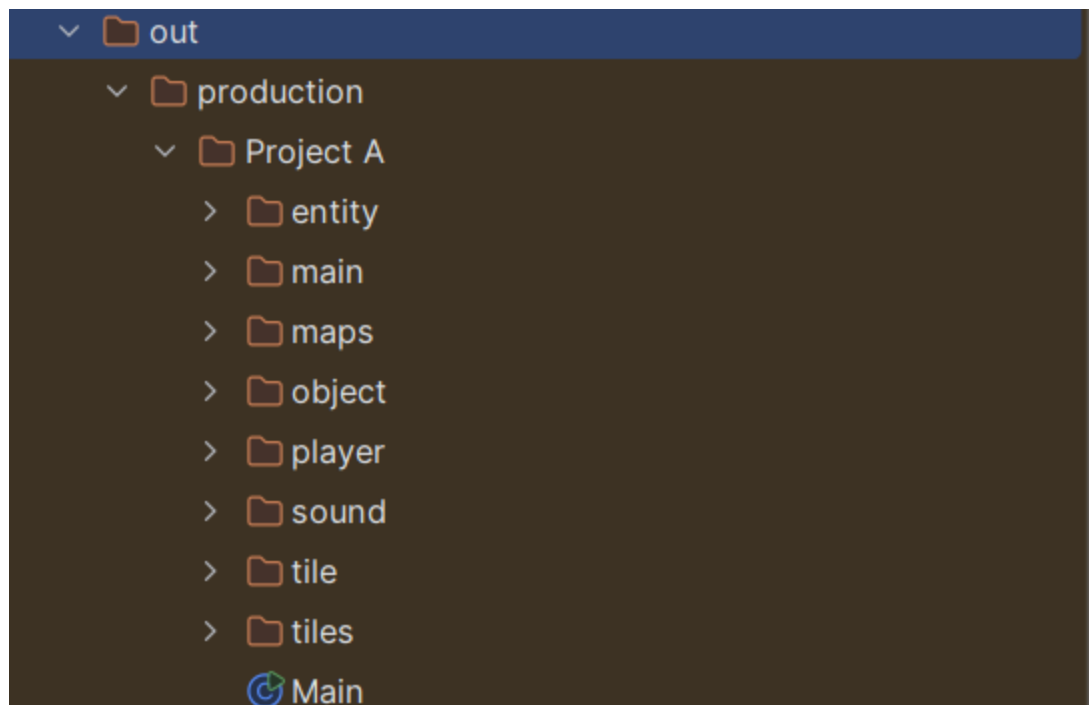 out
production
Project A
entity
main
maps
object
player
sound
tile
tiles
Main